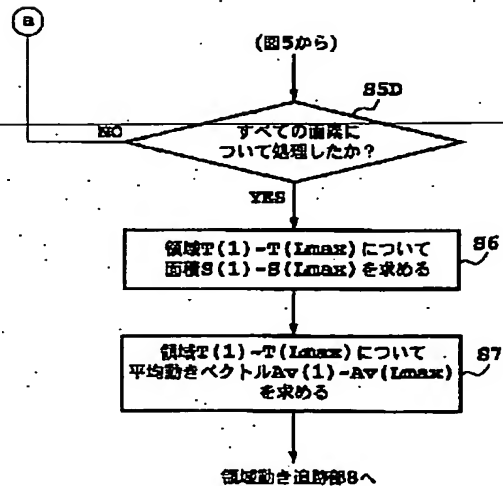 a
(図5から)
S5D
すべての画素に
ついて処理したか?
NO
YES
領域T(1)-T(Lmax)について
面積S(1)-S(Lmax)を求める
S6
領域T(1)-T(Lmax)について
平均動きベクトルAv(1)-Av(Lmax)
を求める
S7
領域動き追跡部8へ